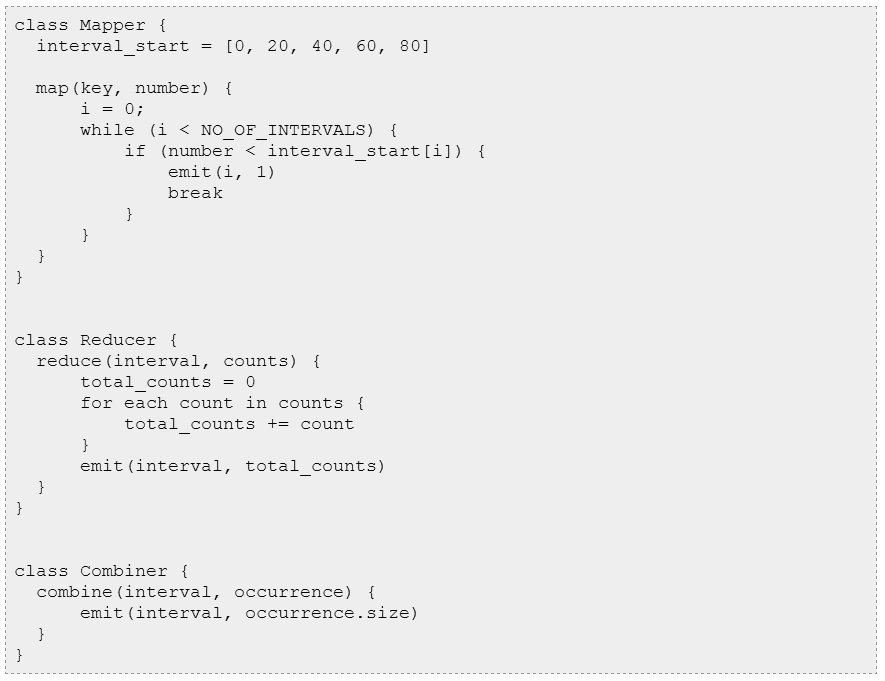 class Mapper {
  interval_start = [0, 20, 40, 60, 80]

  map(key, number) {
      i = 0;
      while (i < NO_OF_INTERVALS) {
          if (number < interval_start[i]) {
              emit(i, 1)
              break
          }
      }
  }
}


class Reducer {
  reduce(interval, counts) {
      total_counts = 0
      for each count in counts {
          total_counts += count
      }
      emit(interval, total_counts)
  }
}


class Combiner {
  combine(interval, occurrence) {
      emit(interval, occurrence.size)
  }
}